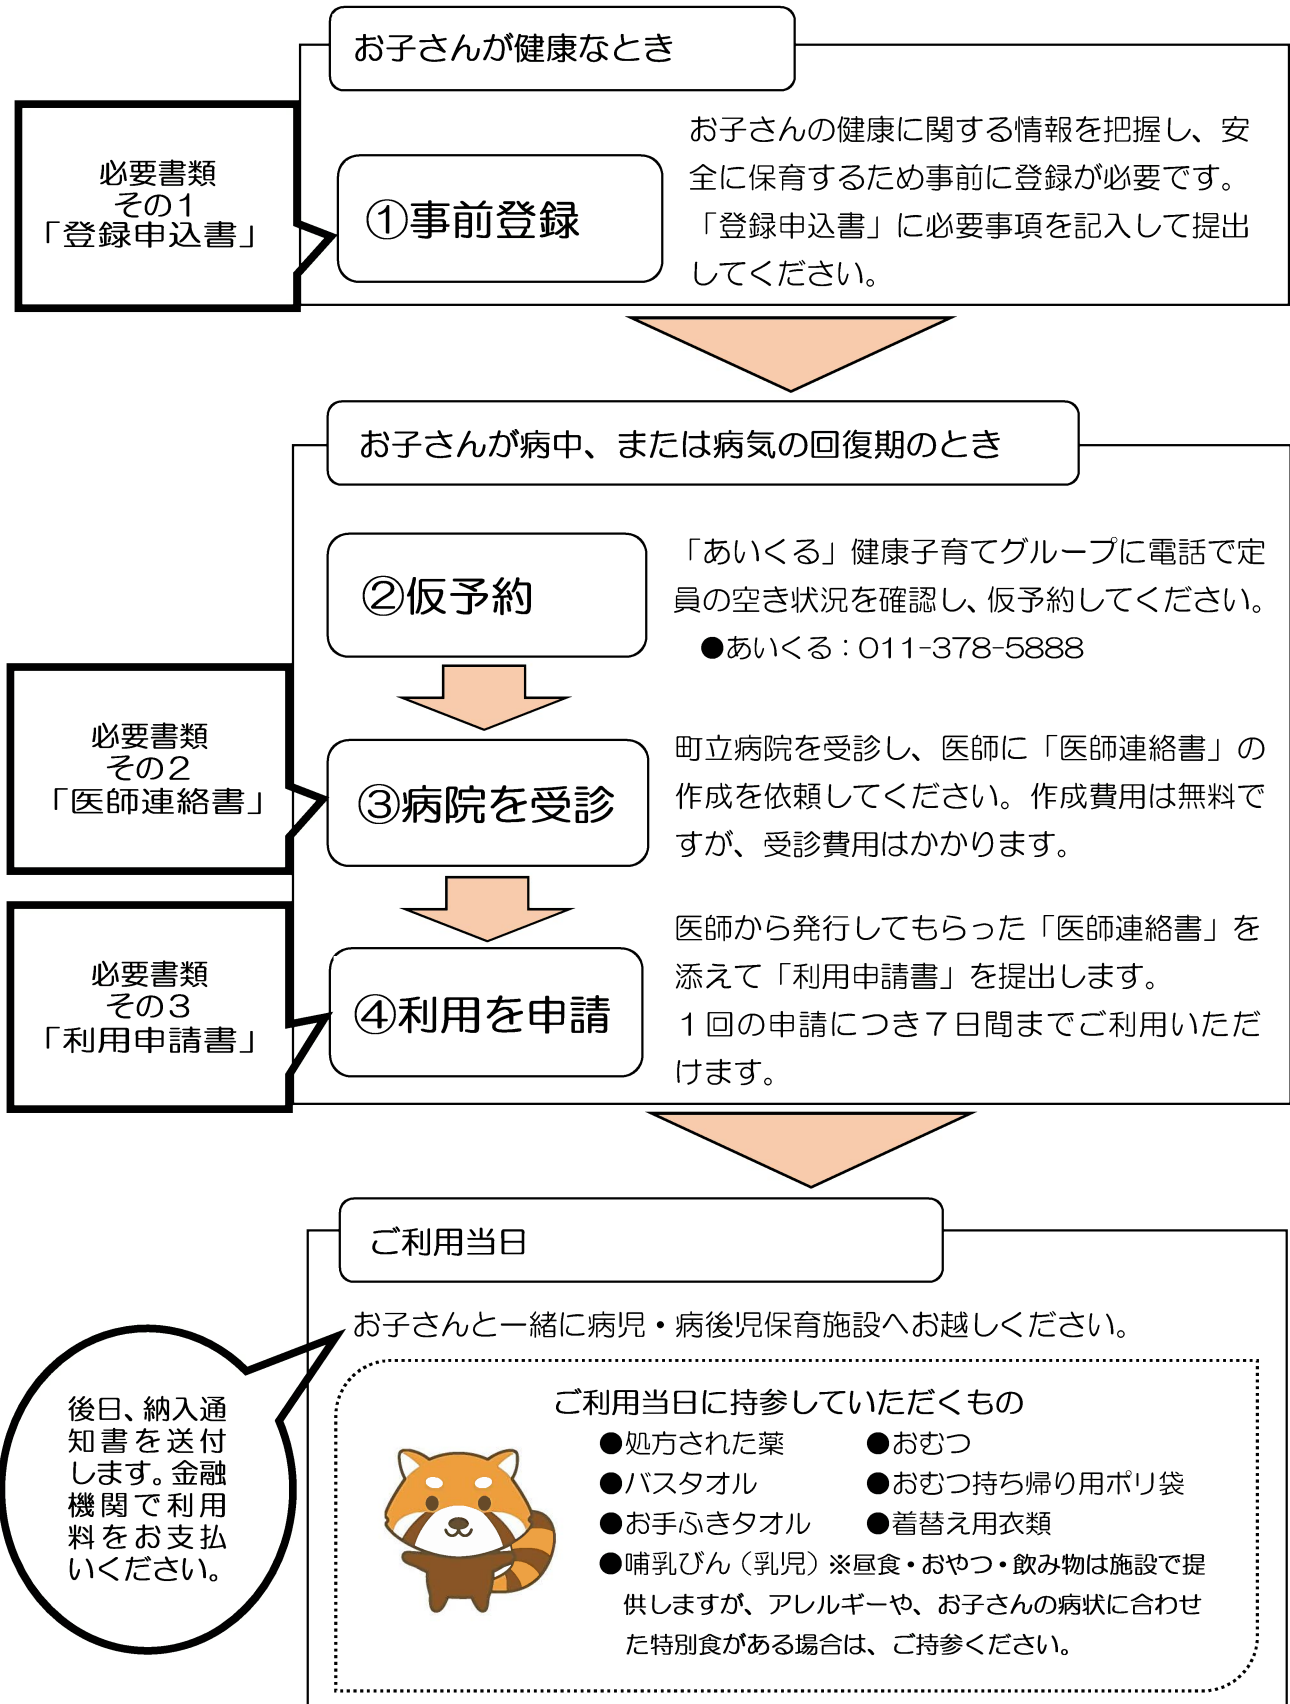 お子さんが健康なとき
必要書類
その1
「登録申込書」
①事前登録
お子さんの健康に関する情報を把握し、安
全に保育するため事前に登録が必要です。
「登録申込書」に必要事項を記入して提出
してください。
お子さんが病中、または病気の回復期のとき
②仮予約
「あいくる」健康子育てグループに電話で定
員の空き状況を確認し、仮予約してください。
●あいくる：011-378-5888
必要書類
その2
「医師連絡書」
③病院を受診
町立病院を受診し、医師に「医師連絡書」の
作成を依頼してください。作成費用は無料で
すが、受診費用はかかります。
必要書類
その3
「利用申請書」
④利用を申請
医師から発行してもらった「医師連絡書」を
添えて「利用申請書」を提出します。
１回の申請につき７日間までご利用いただ
けます。
ご利用当日
お子さんと一緒に病児・病後児保育施設へお越しください。
後日、納入通
知書を送付
します。金融
機関で利用
料をお支払
いください。
ご利用当日に持参していただくもの
●処方された薬 ●おむつ
●バスタオル ●おむつ持ち帰り用ポリ袋
●お手ふきタオル ●着替え用衣類
●哺乳びん（乳児）※昼食・おやつ・飲み物は施設で提
供しますが、アレルギーや、お子さんの病状に合わせ
た特別食がある場合は、ご持参ください。